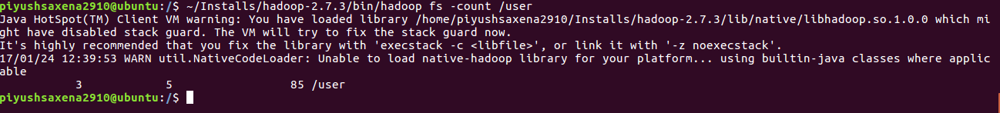 piyushsaxena2910@ubuntu:/$ ~/Installs/hadoop-2.7.3/bin/hadoop fs -count /user
Java HotSpot(TM) Client VM warning: You have loaded library /home/piyushsaxena2910/Installs/hadoop-2.7.3/lib/native/libhadoop.so.1.0.0 which mi
ght have disabled stack guard. The VM will try to fix the stack guard now.
It's highly recommended that you fix the library with 'execstack -c <libfile>', or link it with '-z noexecstack'.
17/01/24 12:39:53 WARN util.NativeCodeLoader: Unable to load native-hadoop library for your platform... using builtin-java classes where applic
able
           3            5                 85 /user
piyushsaxena2910@ubuntu:/$